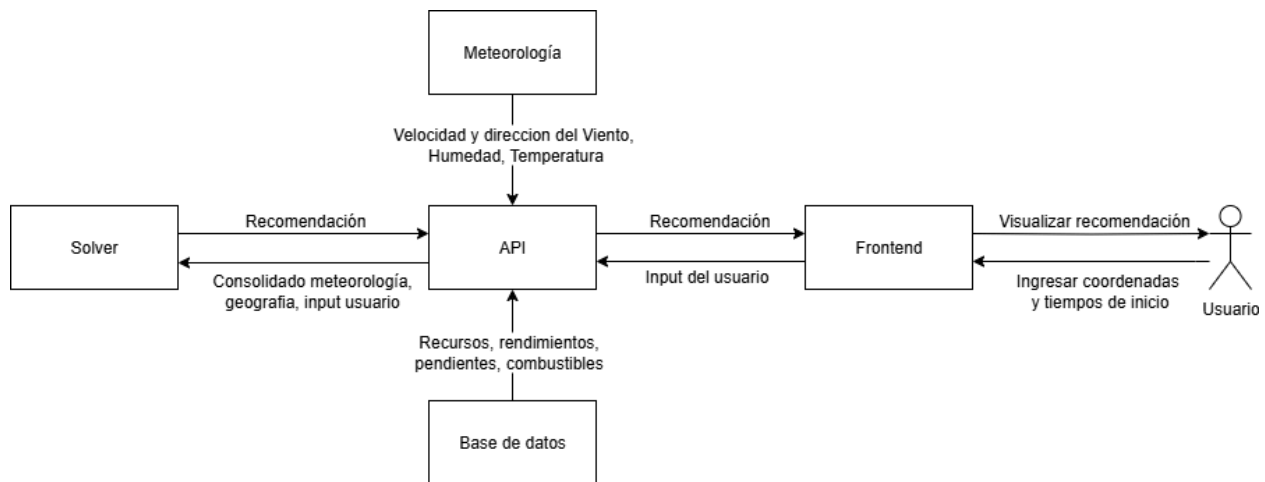 Meteorología
Velocidad y direccion del Viento,
Humedad, Temperatura
Solver
Recomendación
Consolidado meteorología,
geografia, input usuario
API
Recomendación
Input del usuario
Frontend
Visualizar recomendación
Ingresar coordenadas
y tiempos de inicio
Usuario
Recursos, rendimientos,
pendientes, combustibles
Base de datos